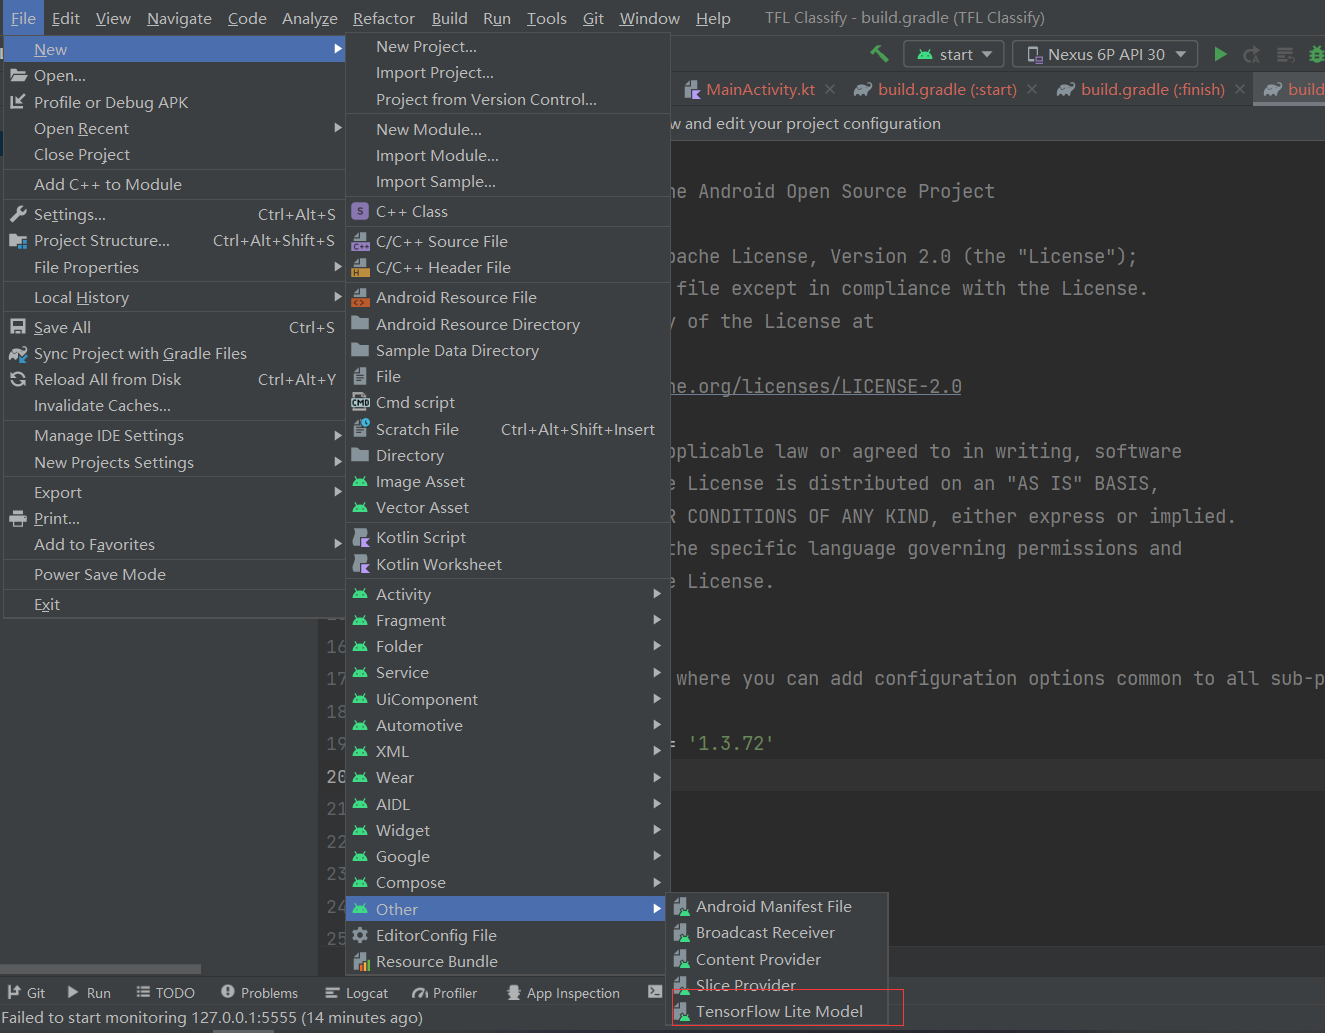 File Edit View Navigate Code Analyze Refactor Build Run Tools Git Window Help TFL Classify - build.gradle (TFL Classify)
start Nexus 6P API 30
MainActivity.kt build.gradle (:start) build.gradle (:finish) build
w and edit your project configuration
New
Open...
Profile or Debug APK
Open Recent
Close Project
Add C++ to Module
Settings... Ctrl+Alt+S
Project Structure... Ctrl+Alt+Shift+S
File Properties
Local History
Save All Ctrl+S
Sync Project with Gradle Files
Reload All from Disk Ctrl+Alt+Y
Invalidate Caches...
Manage IDE Settings
New Projects Settings
Export
Print...
Add to Favorites
Power Save Mode
Exit
New Project...
Import Project...
Project from Version Control...
New Module...
Import Module...
Import Sample...
S C++ Class
C++ C/C++ Source File
H C/C++ Header File
Android Resource File
Android Resource Directory
Sample Data Directory
File
CMD Cmd script
Scratch File Ctrl+Alt+Shift+Insert
Directory
Image Asset
Vector Asset
Kotlin Script
Kotlin Worksheet
Activity
Fragment
Folder
Service
UiComponent
Automotive
XML
Wear
AIDL
Widget
Google
Compose
Other
EditorConfig File
Resource Bundle
Android Manifest File
Broadcast Receiver
Content Provider
Slice Provider
TensorFlow Lite Model
ne Android Open Source Project
pache License, Version 2.0 (the "License");
file except in compliance with the License.
y of the License at
he.org/licenses/LICENSE-2.0
pplicable law or agreed to in writing, software
e License is distributed on an "AS IS" BASIS,
R CONDITIONS OF ANY KIND, either express or implied.
the specific language governing permissions and
e License.
16
17 where you can add configuration options common to all sub-p
18
19 = '1.3.72'
20
21
22
23
24
25
Git Run TODO Problems Logcat Profiler App Inspection
Failed to start monitoring 127.0.0.1:5555 (14 minutes ago)